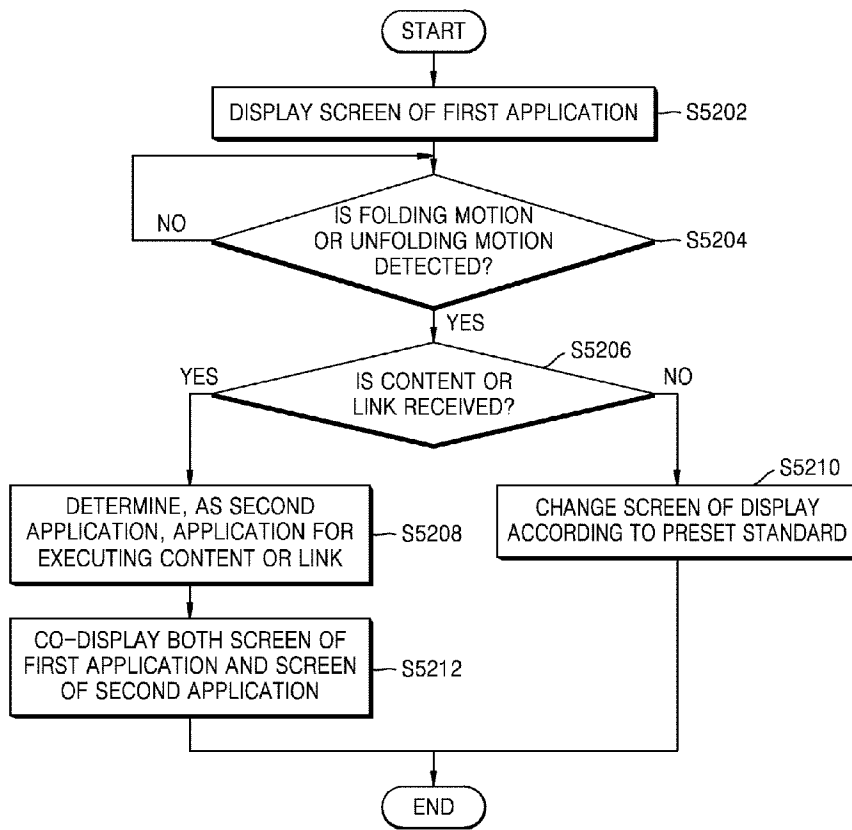 START
DISPLAY SCREEN OF FIRST APPLICATION
S5202
IS FOLDING MOTION
OR UNFOLDING MOTION
DETECTED?
NO
S5204
YES
S5206
YES
IS CONTENT OR
LINK RECEIVED?
NO
DETERMINE, AS SECOND
APPLICATION, APPLICATION FOR
EXECUTING CONTENT OR LINK
S5208
S5210
CHANGE SCREEN OF DISPLAY
ACCORDING TO PRESET STANDARD
CO-DISPLAY BOTH SCREEN OF
FIRST APPLICATION AND SCREEN
OF SECOND APPLICATION
S5212
END